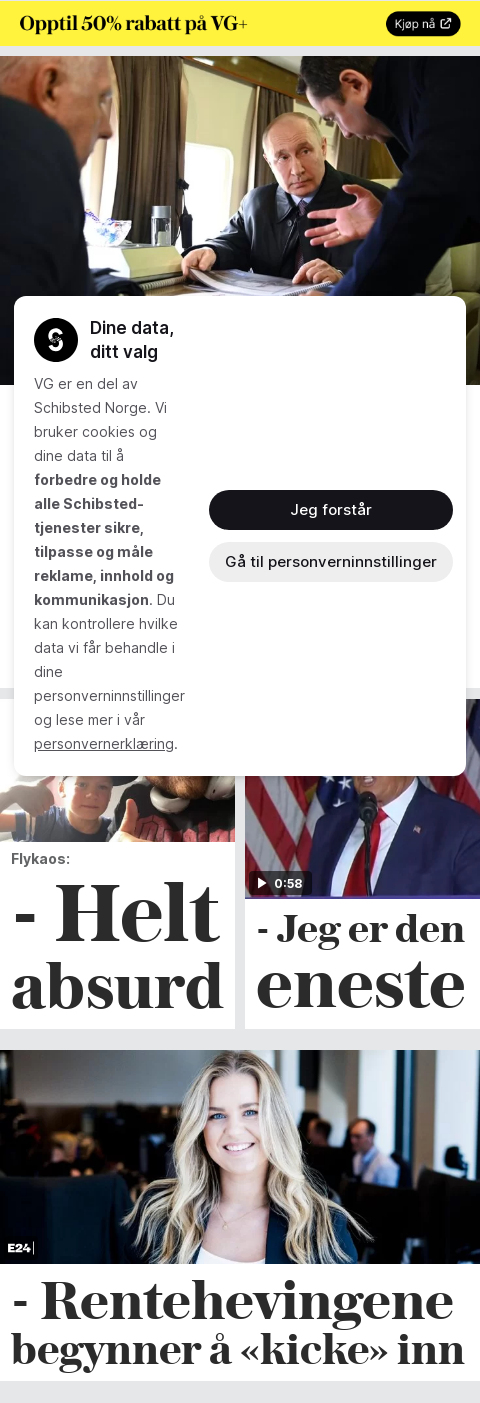 Opptil 50% rabatt på VG+
Kjøp nå
Dine data,
ditt valg
VG er en del av
Schibsted Norge. Vi
bruker cookies og
dine data til å
forbedre og holde
alle Schibsted-
tjenester sikre,
tilpasse og måle
reklame, innhold og
kommunikasjon. Du
kan kontrollere hvilke
data vi får behandle i
dine
personverninnstillinger
og lese mer i vår
personvernerklæring.
Jeg forstår
Gå til personverninnstillinger
Flykaos:
- Helt
absurd
0:58
- Jeg er den
eneste
E24
- Rentehevingene
begynner å «kicke» inn